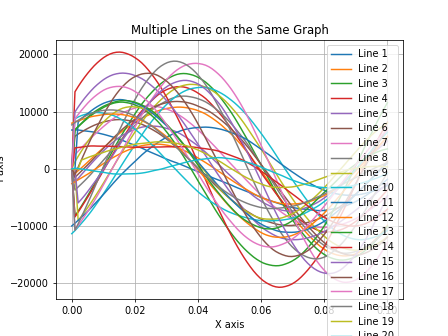 Multiple Lines on the Same Graph
20000
10000
0
−10000
−20000
0.00
0.02
0.04
0.06
X axis
Line 1
Line 2
Line 3
Line 4
Line 5
Line 6
Line 7
Line 8
Line 9
Line 10
Line 11
Line 12
Line 13
Line 14
Line 15
Line 16
Line 17
Line 18
Line 19
Line 20